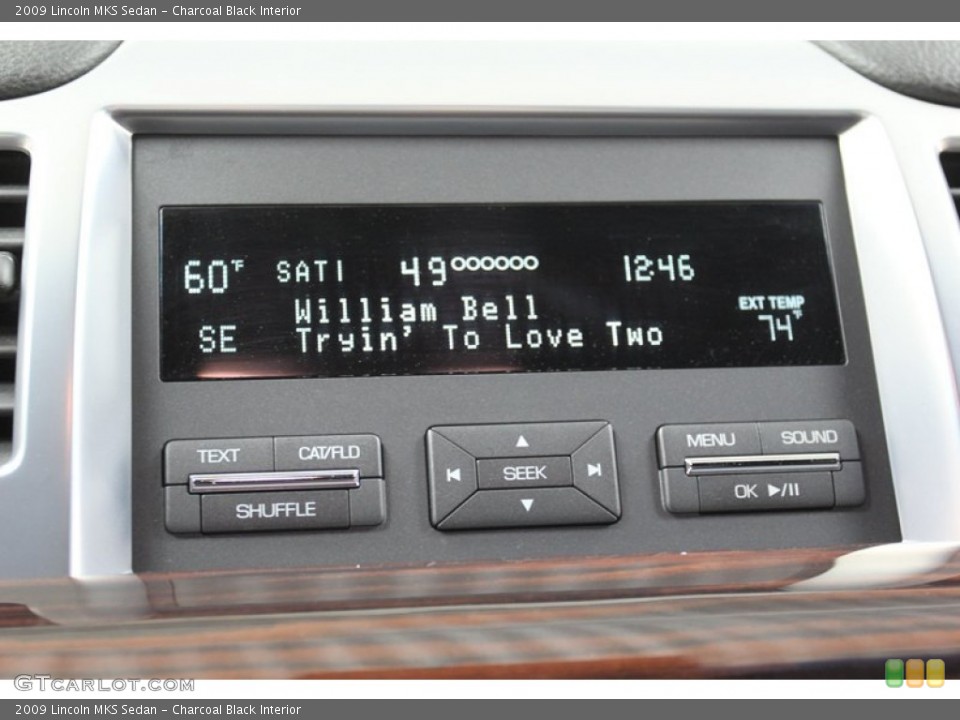 2009 Lincoln MKS Sedan - Charcoal Black Interior
60°F SAT1 49 oooooo 12:46
William Bell
EXT TEMP
SE Tryin' To Love Two 74°F
TEXT CAT/FLD
SHUFFLE
SEEK
MENU SOUND
OK ▶/II
GTCARLOT.COM
2009 Lincoln MKS Sedan - Charcoal Black Interior